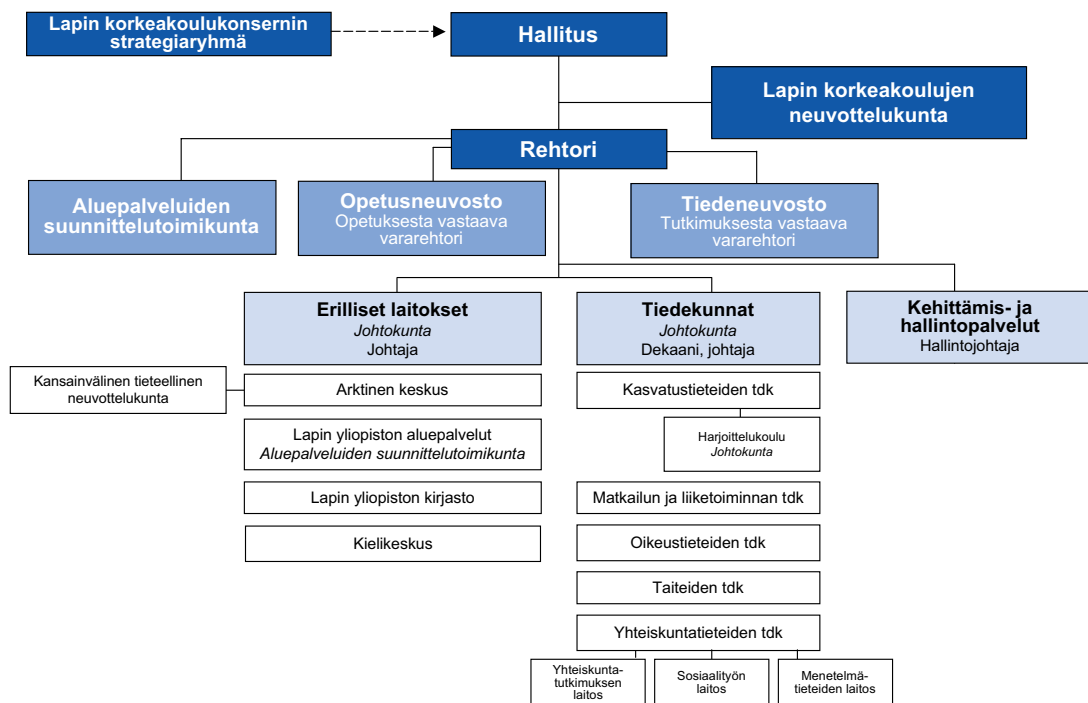 Lapin korkeakoulukonsernin
strategiaryhmä
Hallitus
Lapin korkeakoulujen
neuvottelukunta
Rehtori
Aluepalveluiden
suunnittelutoimikunta
Opetusneuvosto
Opetuksesta vastaava
vararehtori
Tiedeneuvosto
Tutkimuksesta vastaava
vararehtori
Erilliset laitokset
Johtokunta
Johtaja
Tiedekunnat
Johtokunta
Dekaani, johtaja
Kehittämis- ja
hallintopalvelut
Hallintojohtaja
Kansainvälinen tieteellinen
neuvottelukunta
Arktinen keskus
Lapin yliopiston aluepalvelut
Aluepalveluiden suunnittelutoimikunta
Lapin yliopiston kirjasto
Kielikeskus
Kasvatustieteiden tdk
Harjoittelukoulu
Johtokunta
Matkailun ja liiketoiminnan tdk
Oikeustieteiden tdk
Taiteiden tdk
Yhteiskuntatieteiden tdk
Yhteiskunta-
tutkimuksen
laitos
Sosiaalityön
laitos
Menetelmä-
tieteiden laitos